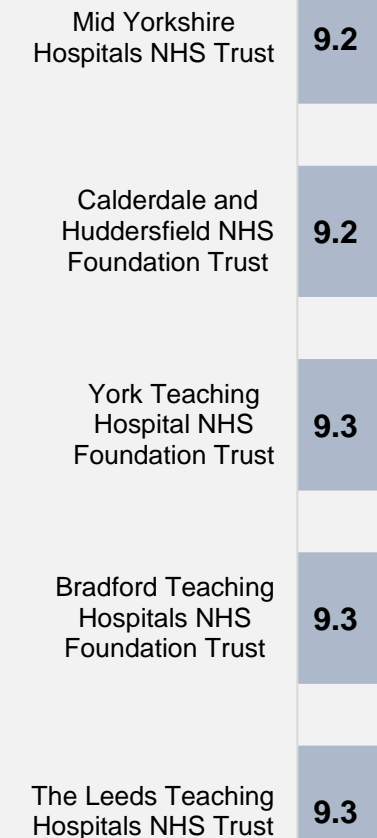 Mid Yorkshire
Hospitals NHS Trust
9.2
Calderdale and
Huddersfield NHS
Foundation Trust
9.2
York Teaching
Hospital NHS
Foundation Trust
9.3
Bradford Teaching
Hospitals NHS
Foundation Trust
9.3
The Leeds Teaching
Hospitals NHS Trust
9.3